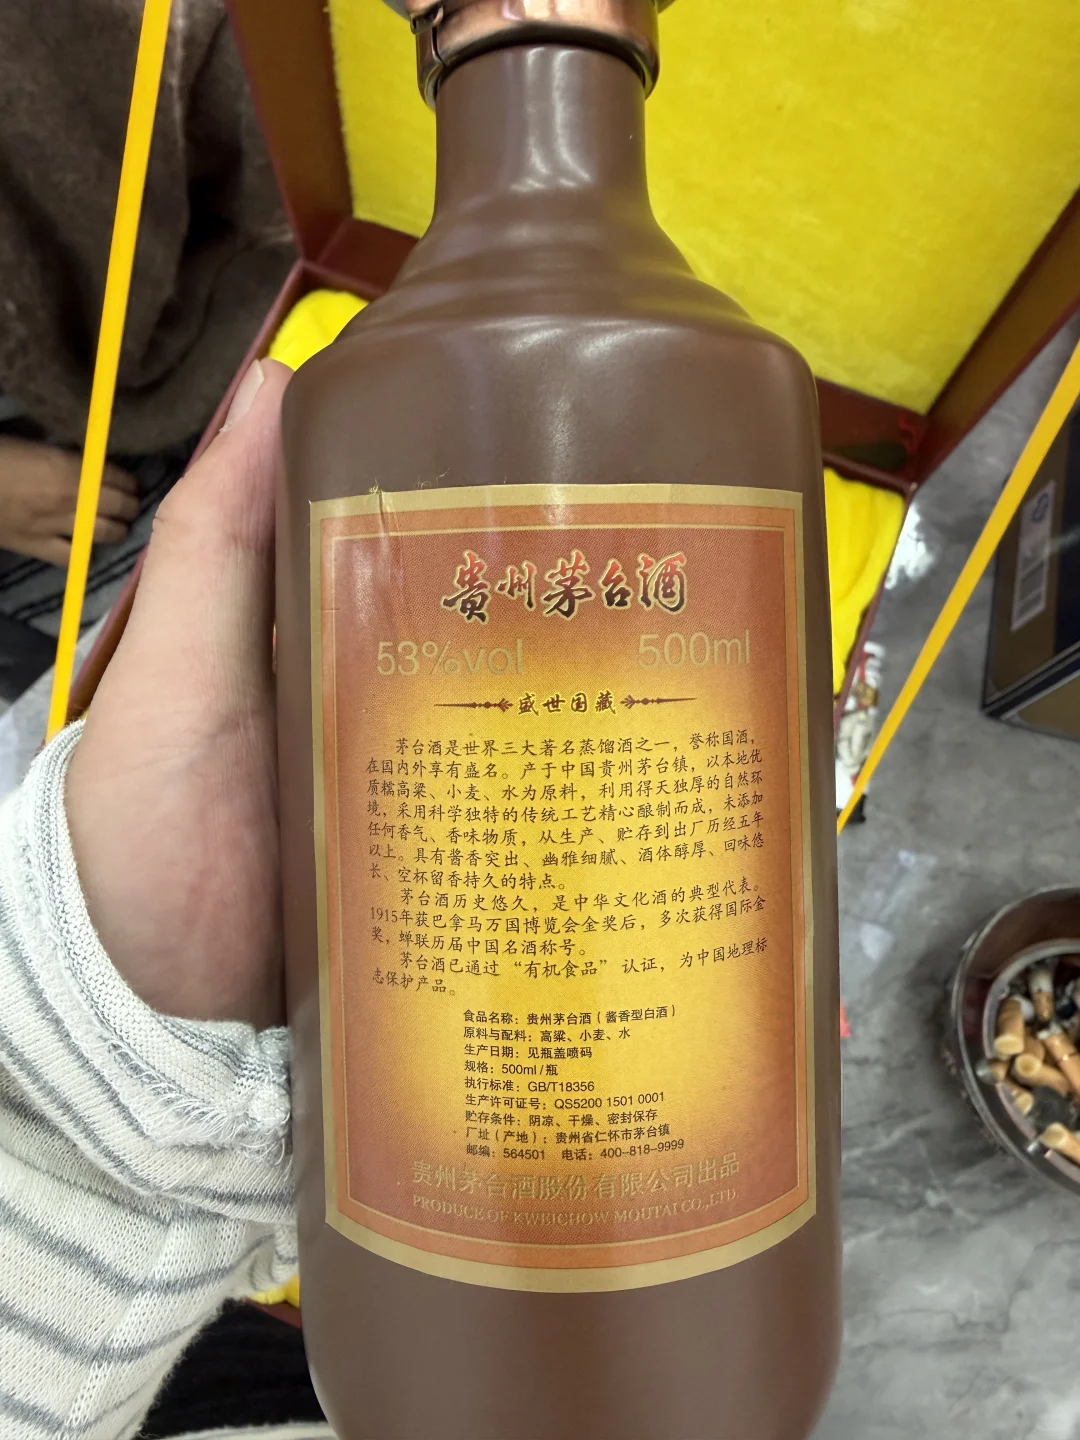 贵州茅台酒
53%vol 500ml
盛世国藏
茅台酒是世界三大著名蒸馏酒之一，誉称国酒，
在国内外享有盛名。产于中国贵州茅台镇，以本地优
质糯高粱、小麦、水为原料，利用得天独厚的自然环
境，采用科学独特的传统工艺精心酿制而成，未添加
任何香气、香味物质，从生产、贮存到出厂历经五年
以上。具有酱香突出、幽雅细腻、酒体醇厚、回味悠
长、空杯留香持久的特点。
茅台酒历史悠久，是中华文化酒的典型代表。
1915年获巴拿马万国博览会金奖后，多次获得国际金
奖，蝉联历届中国名酒称号。
茅台酒已通过“有机食品”认证，为中国地理标
志保护产品。
食品名称：贵州茅台酒（酱香型白酒）
原料与配料：高粱、小麦、水
生产日期：见瓶盖喷码
规格：500ml/瓶
执行标准：GB/T18356
生产许可证号：QS5200 1501 0001
贮存条件：阴凉、干燥、密封保存
厂址（产地）：贵州省仁怀市茅台镇
邮编：564501 电话：400--818--9999
贵州茅台酒股份有限公司出品
PRODUCE OF KWEICHOW MOUTAI CO.,LTD.